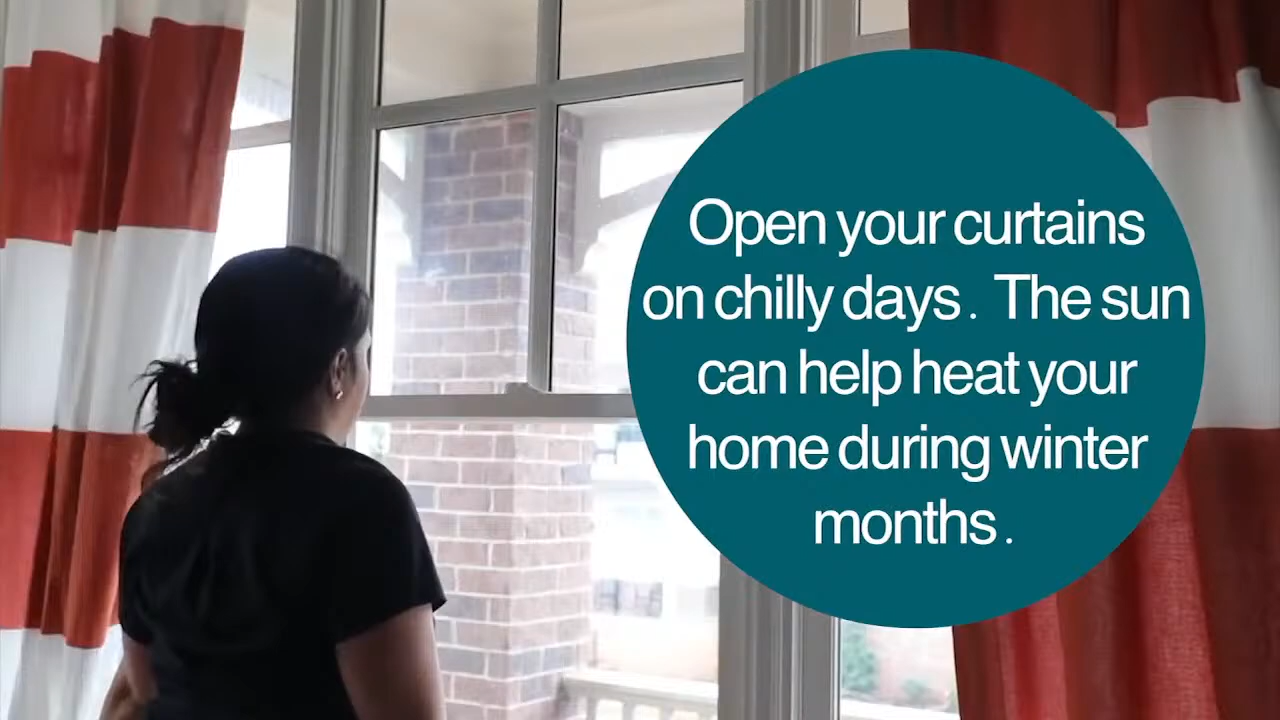 Open your curtains
on chilly days. The sun
can help heat your
home during winter
months.